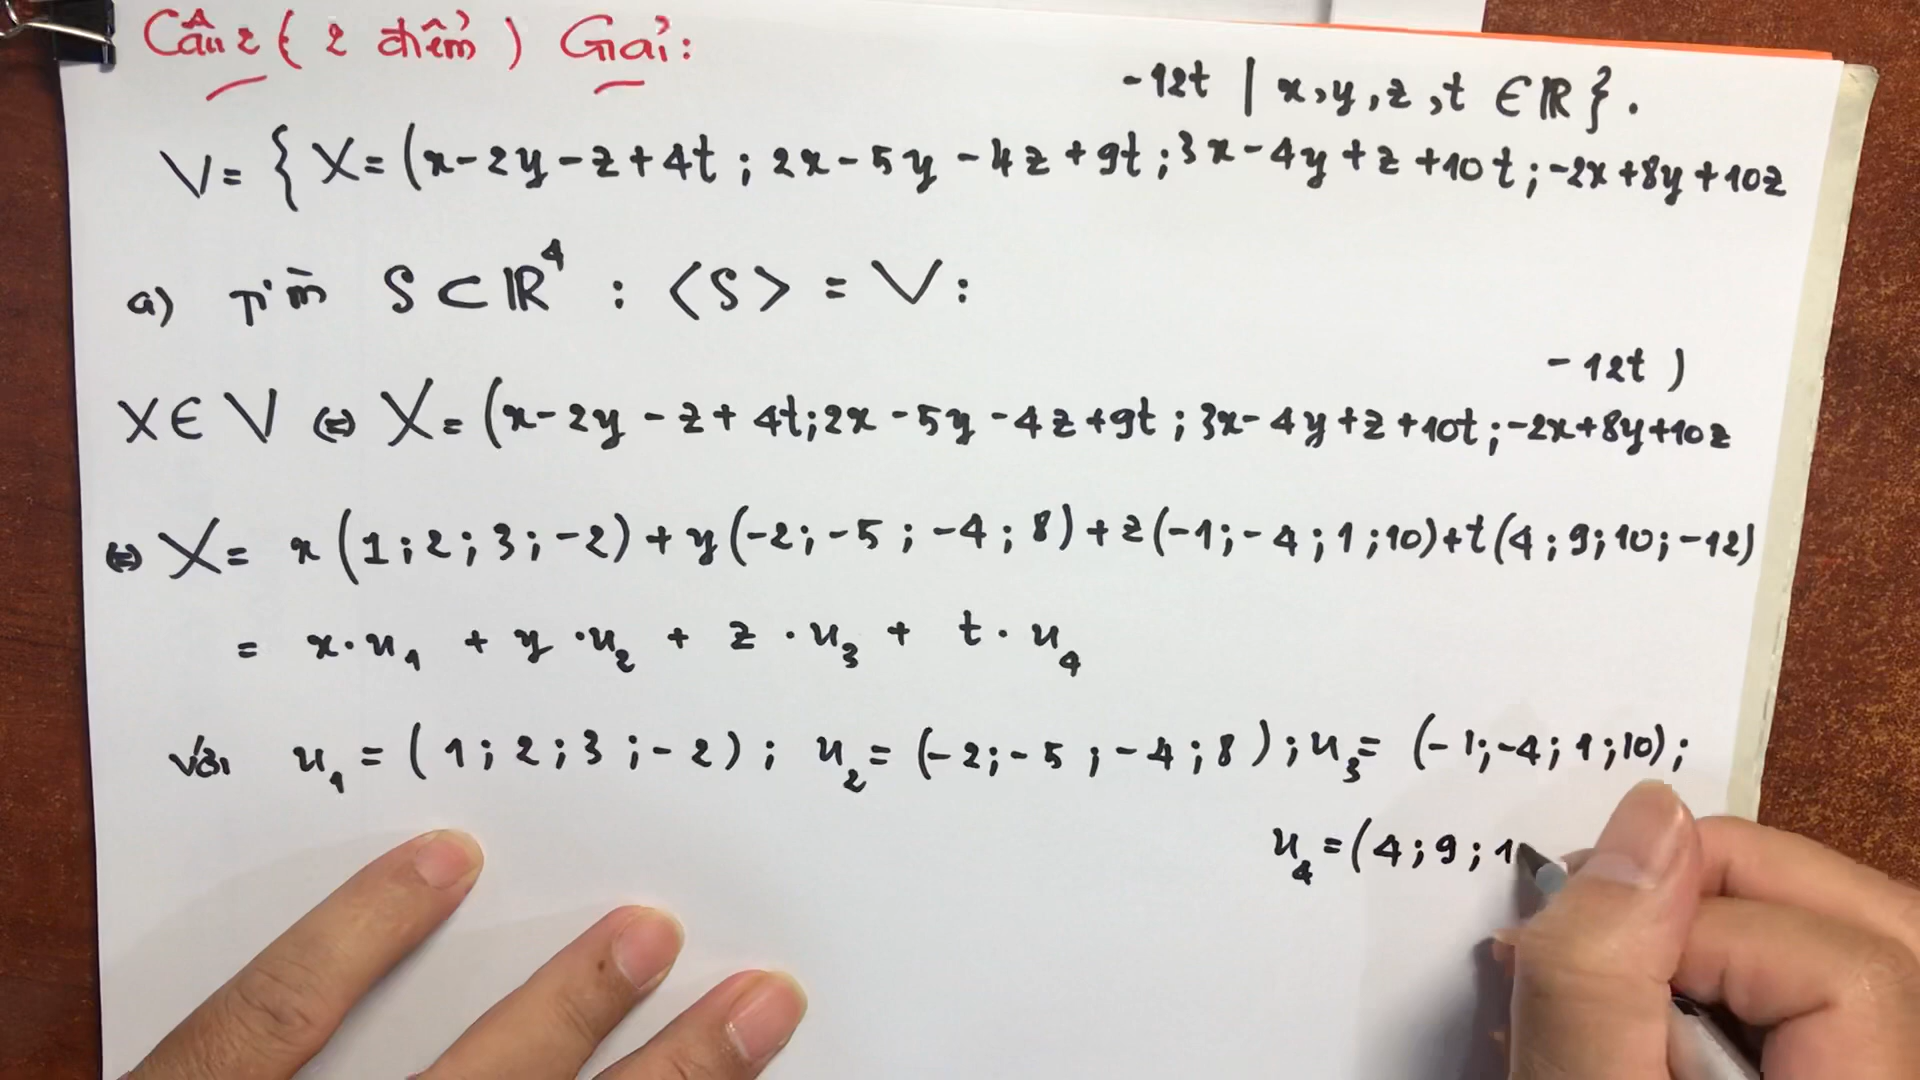 Câu 2 (2 điểm) Giải:
-12t | x,y,z,t ∈ ℝ}.
V = { X = (x-2y-z+4t ; 2x-5y-4z+9t ; 3x-4y+z+10t ; -2x+8y+10z
a) Tìm S ⊂ ℝ⁴ : <S> = V :
-12t )
X ∈ V ⇔ X = (x-2y-z+4t ; 2x-5y-4z+9t ; 3x-4y+z+10t ; -2x+8y+10z
⇔ X = x(1;2;3;-2) + y(-2;-5;-4;8) + z(-1;-4;1;10) + t(4;9;10;-12)
= x.u₁ + y.u₂ + z.u₃ + t.u₄
Với u₁ = (1;2;3;-2) ; u₂ = (-2;-5;-4;8) ; u₃ = (-1;-4;1;10) ;
u₄ = (4;9;1